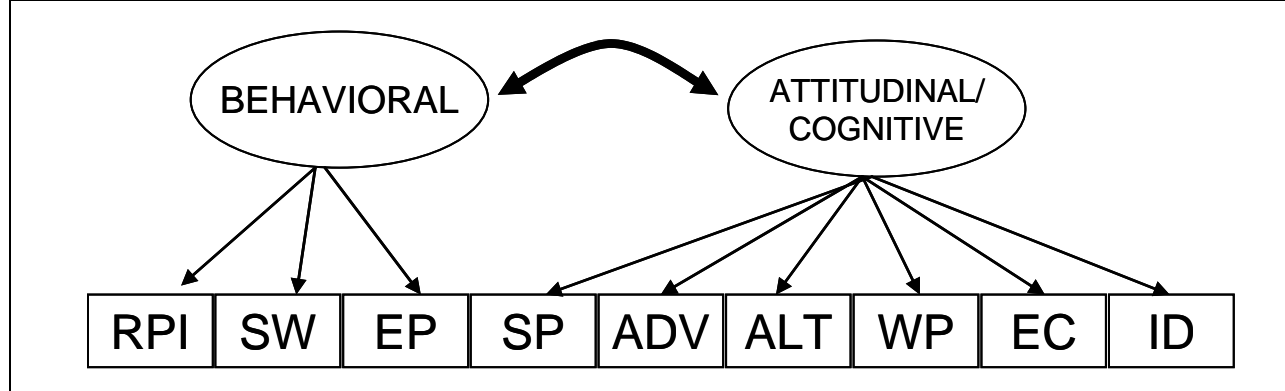 BEHAVIORAL
ATTITUDINAL/
COGNITIVE
RPI SW EP SP ADV ALT WP EC ID